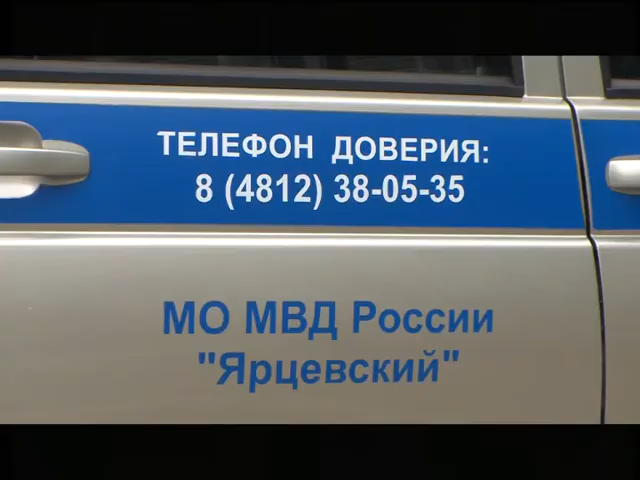 ТЕЛЕФОН ДОВЕРИЯ:
8 (4812) 38-05-35
МО МВД России
"Ярцевский"